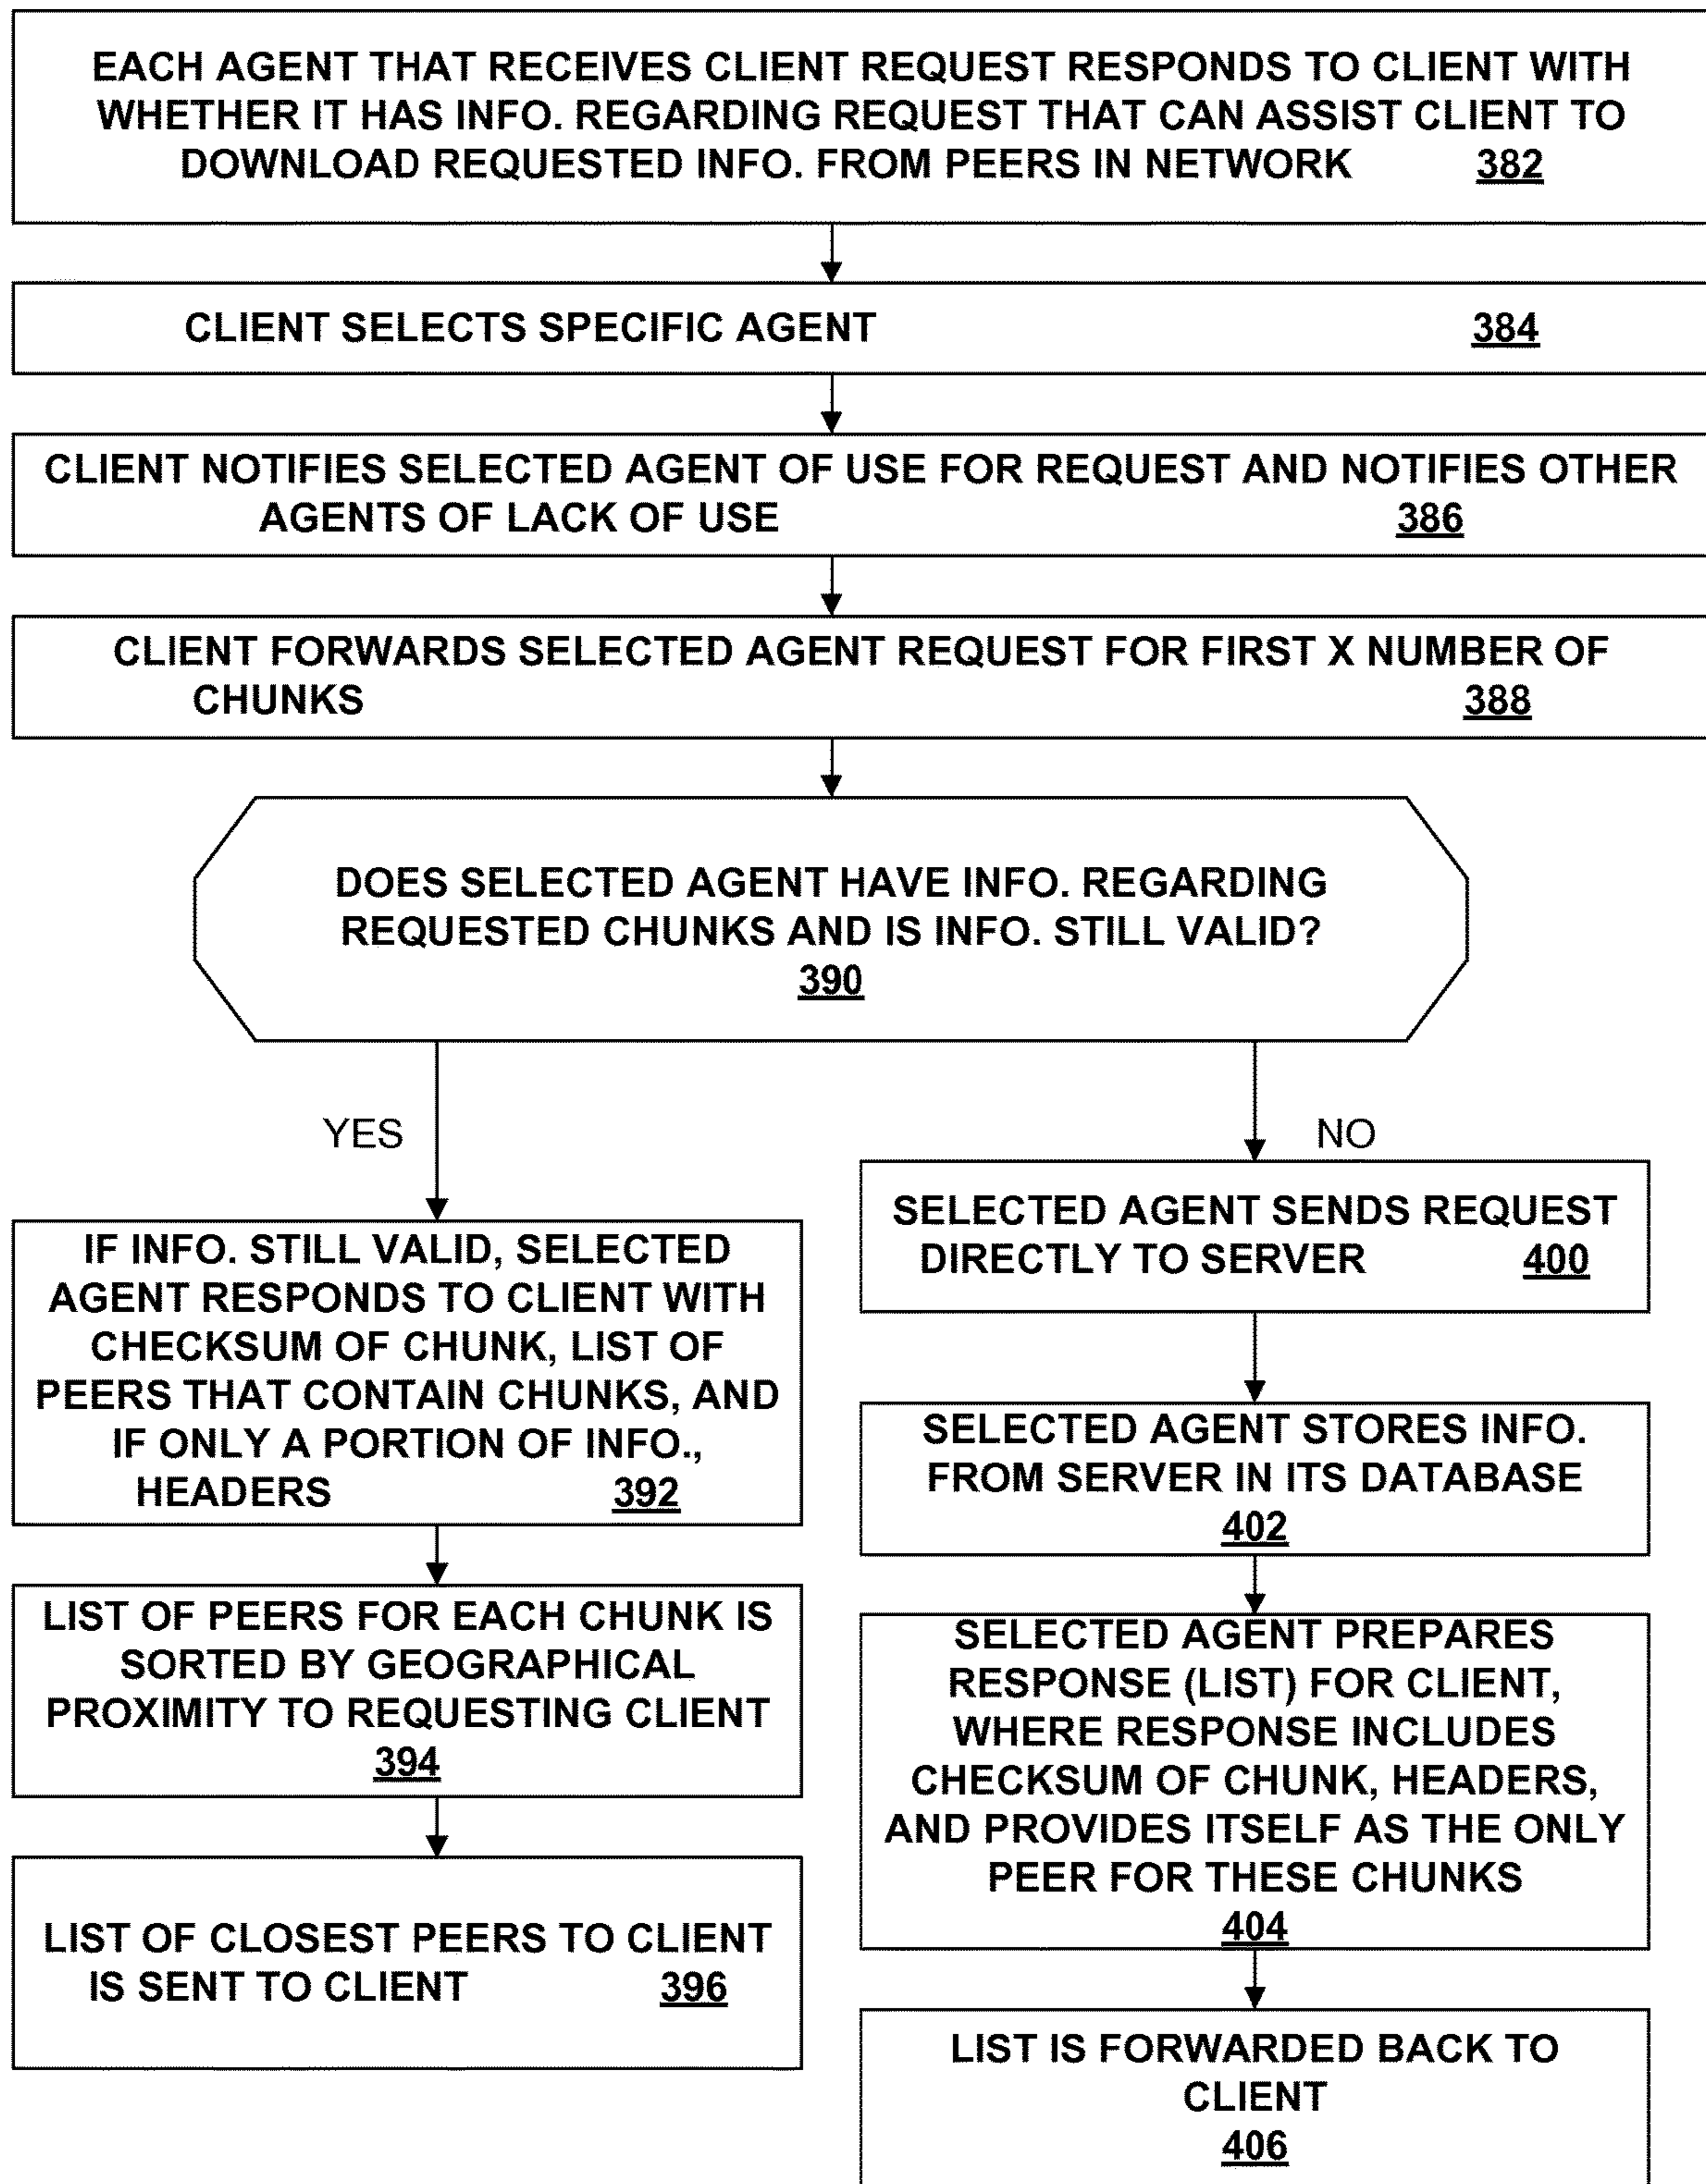 EACH AGENT THAT RECEIVES CLIENT REQUEST RESPONDS TO CLIENT WITH
WHETHER IT HAS INFO. REGARDING REQUEST THAT CAN ASSIST CLIENT TO
DOWNLOAD REQUESTED INFO. FROM PEERS IN NETWORK 382
CLIENT SELECTS SPECIFIC AGENT 384
CLIENT NOTIFIES SELECTED AGENT OF USE FOR REQUEST AND NOTIFIES OTHER
AGENTS OF LACK OF USE 386
CLIENT FORWARDS SELECTED AGENT REQUEST FOR FIRST X NUMBER OF
CHUNKS 388
DOES SELECTED AGENT HAVE INFO. REGARDING
REQUESTED CHUNKS AND IS INFO. STILL VALID?
390
YES
IF INFO. STILL VALID, SELECTED
AGENT RESPONDS TO CLIENT WITH
CHECKSUM OF CHUNK, LIST OF
PEERS THAT CONTAIN CHUNKS, AND
IF ONLY A PORTION OF INFO.,
HEADERS 392
LIST OF PEERS FOR EACH CHUNK IS
SORTED BY GEOGRAPHICAL
PROXIMITY TO REQUESTING CLIENT
394
LIST OF CLOSEST PEERS TO CLIENT
IS SENT TO CLIENT 396
NO
SELECTED AGENT SENDS REQUEST
DIRECTLY TO SERVER 400
SELECTED AGENT STORES INFO.
FROM SERVER IN ITS DATABASE
402
SELECTED AGENT PREPARES
RESPONSE (LIST) FOR CLIENT,
WHERE RESPONSE INCLUDES
CHECKSUM OF CHUNK, HEADERS,
AND PROVIDES ITSELF AS THE ONLY
PEER FOR THESE CHUNKS
404
LIST IS FORWARDED BACK TO
CLIENT
406